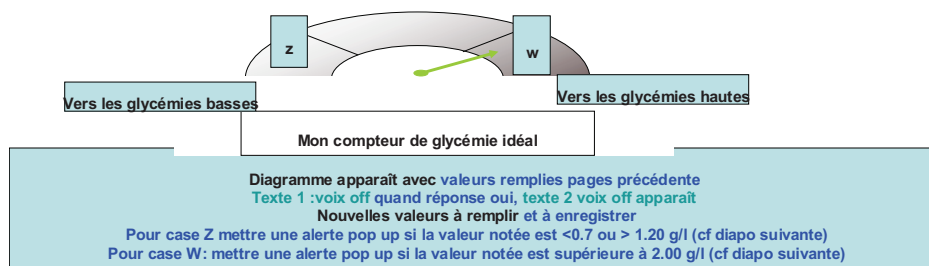 z
w
Vers les glycémies basses
Vers les glycémies hautes
Mon compteur de glycémie idéal
Diagramme apparaît avec valeurs remplies pages précédente
Texte 1 :voix off quand réponse oui, texte 2 voix off apparaît
Nouvelles valeurs à remplir et à enregistrer
Pour case Z mettre une alerte pop up si la valeur notée est <0.7 ou > 1.20 g/l (cf diapo suivante)
Pour case W: mettre une alerte pop up si la valeur notée est supérieure à 2.00 g/l (cf diapo suivante)